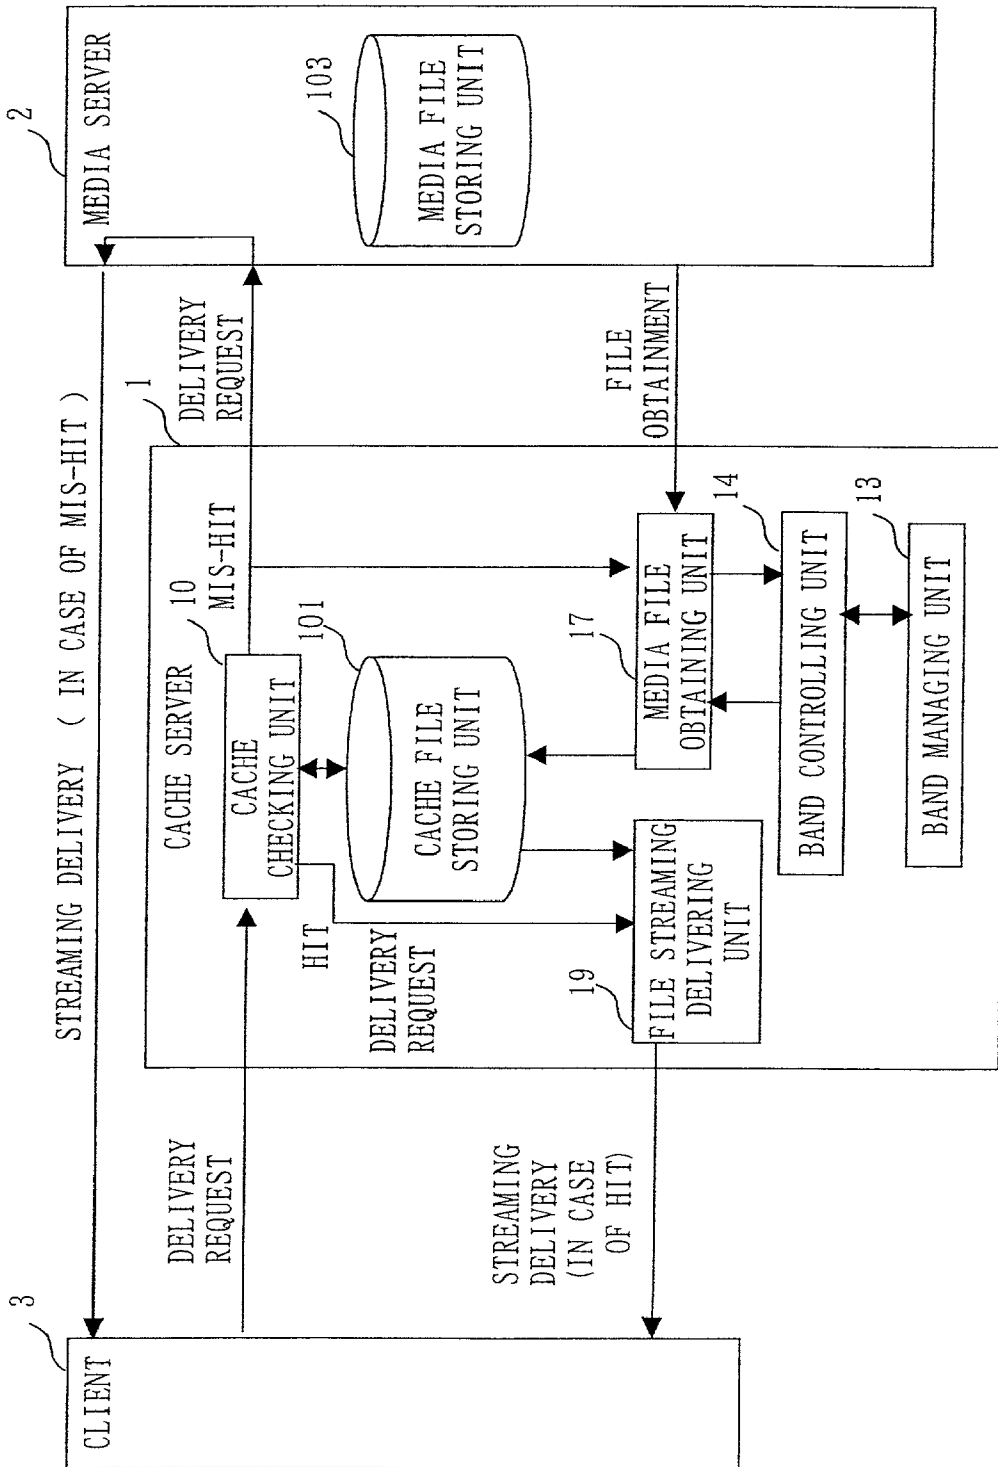 STREAMING DELIVERY ( IN CASE OF MIS-HIT )
3
CLIENT
DELIVERY
REQUEST
STREAMING
DELIVERY
(IN CASE
OF HIT)
1
CACHE SERVER
10
CACHE
CHECKING UNIT
MIS-HIT
HIT
DELIVERY
REQUEST
101
CACHE FILE
STORING UNIT
19
FILE STREAMING
DELIVERING
UNIT
17
MEDIA FILE
OBTAINING UNIT
14
BAND CONTROLLING UNIT
13
BAND MANAGING UNIT
DELIVERY
REQUEST
FILE
OBTAINMENT
2
MEDIA SERVER
103
MEDIA FILE
STORING UNIT